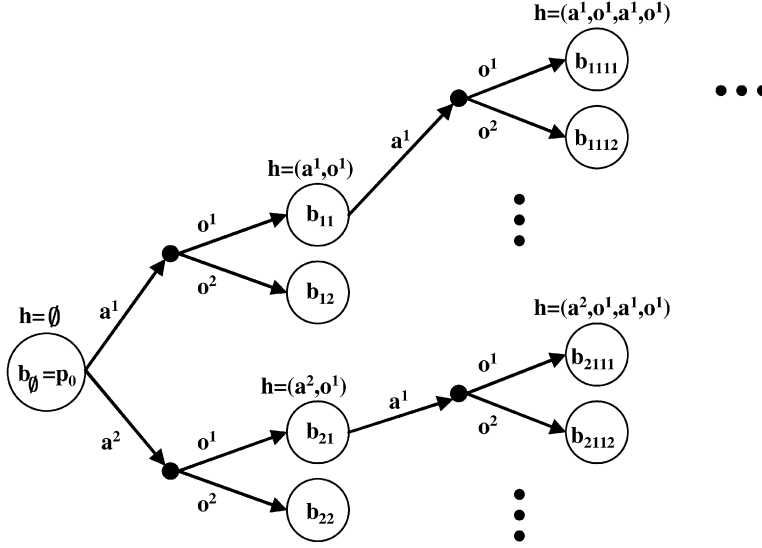 h=(a¹,o¹,a¹,o¹)
o¹
b₁₁₁₁
o²
a¹
b₁₁₁₂
h=(a¹,o¹)
o¹
b₁₁
o²
b₁₂
a¹
h=∅
b∅=p₀
h=(a²,o¹,a¹,o¹)
o¹
b₂₁₁₁
h=(a²,o¹)
a¹
o²
b₂₁₁₂
a²
o¹
b₂₁
o²
b₂₂